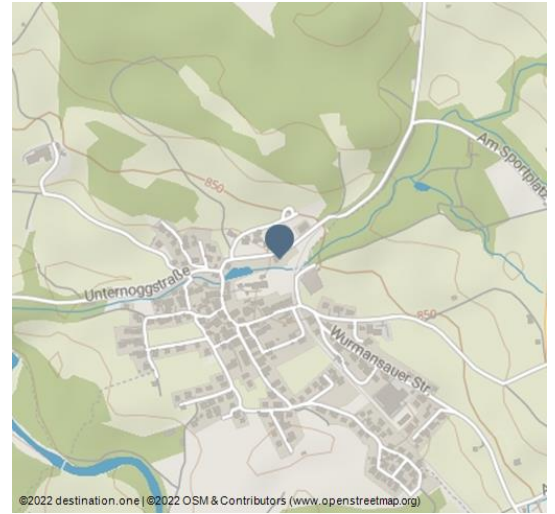 Am Sportplatz
850
Unternoggstraße
850
Wurmansauer Str.
A
©2022 destination.one | ©2022 OSM & Contributors (www.openstreetmap.org)